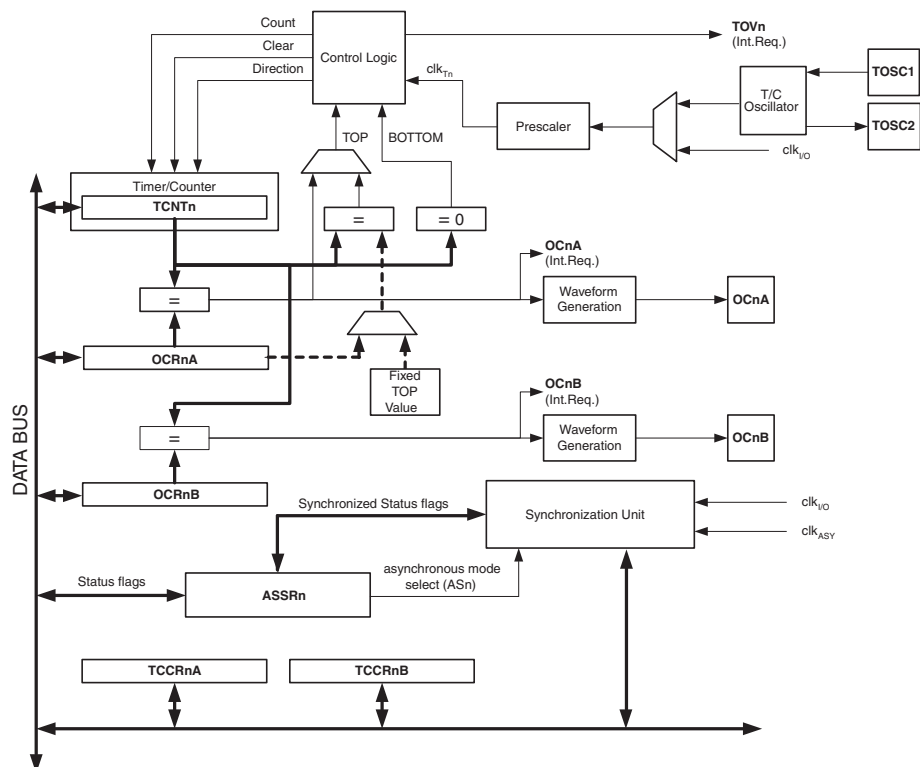 Count
Clear
Direction
Control Logic
TOVn
(Int.Req.)
clkTn
TOP
BOTTOM
Prescaler
T/C
Oscillator
TOSC1
TOSC2
clkI/O
Timer/Counter
TCNTn
=
= 0
OCnA
(Int.Req.)
=
Waveform
Generation
OCnA
OCRnA
Fixed
TOP
Value
OCnB
(Int.Req.)
=
Waveform
Generation
OCnB
DATA BUS
OCRnB
Synchronized Status flags
Synchronization Unit
clkI/O
clkASY
Status flags
ASSRn
asynchronous mode
select (ASn)
TCCRnA
TCCRnB